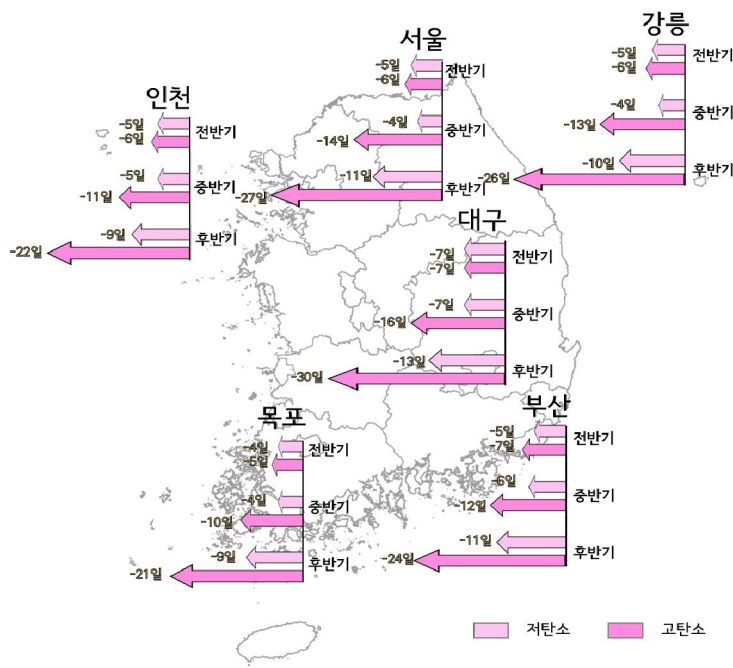 서울
-5일
-6일
전반기
-4일
-14일
중반기
-11일
-27일
후반기
강릉
-5일
-6일
전반기
-4일
-13일
중반기
-10일
-26일
후반기
인천
-5일
-6일
전반기
-5일
-11일
중반기
-9일
-22일
후반기
대구
-7일
-7일
전반기
-7일
-16일
중반기
-13일
-30일
후반기
목포
-4일
-5일
전반기
-4일
-10일
중반기
-9일
-21일
후반기
부산
-5일
-7일
전반기
-6일
-12일
중반기
-11일
-24일
후반기
저탄소
고탄소